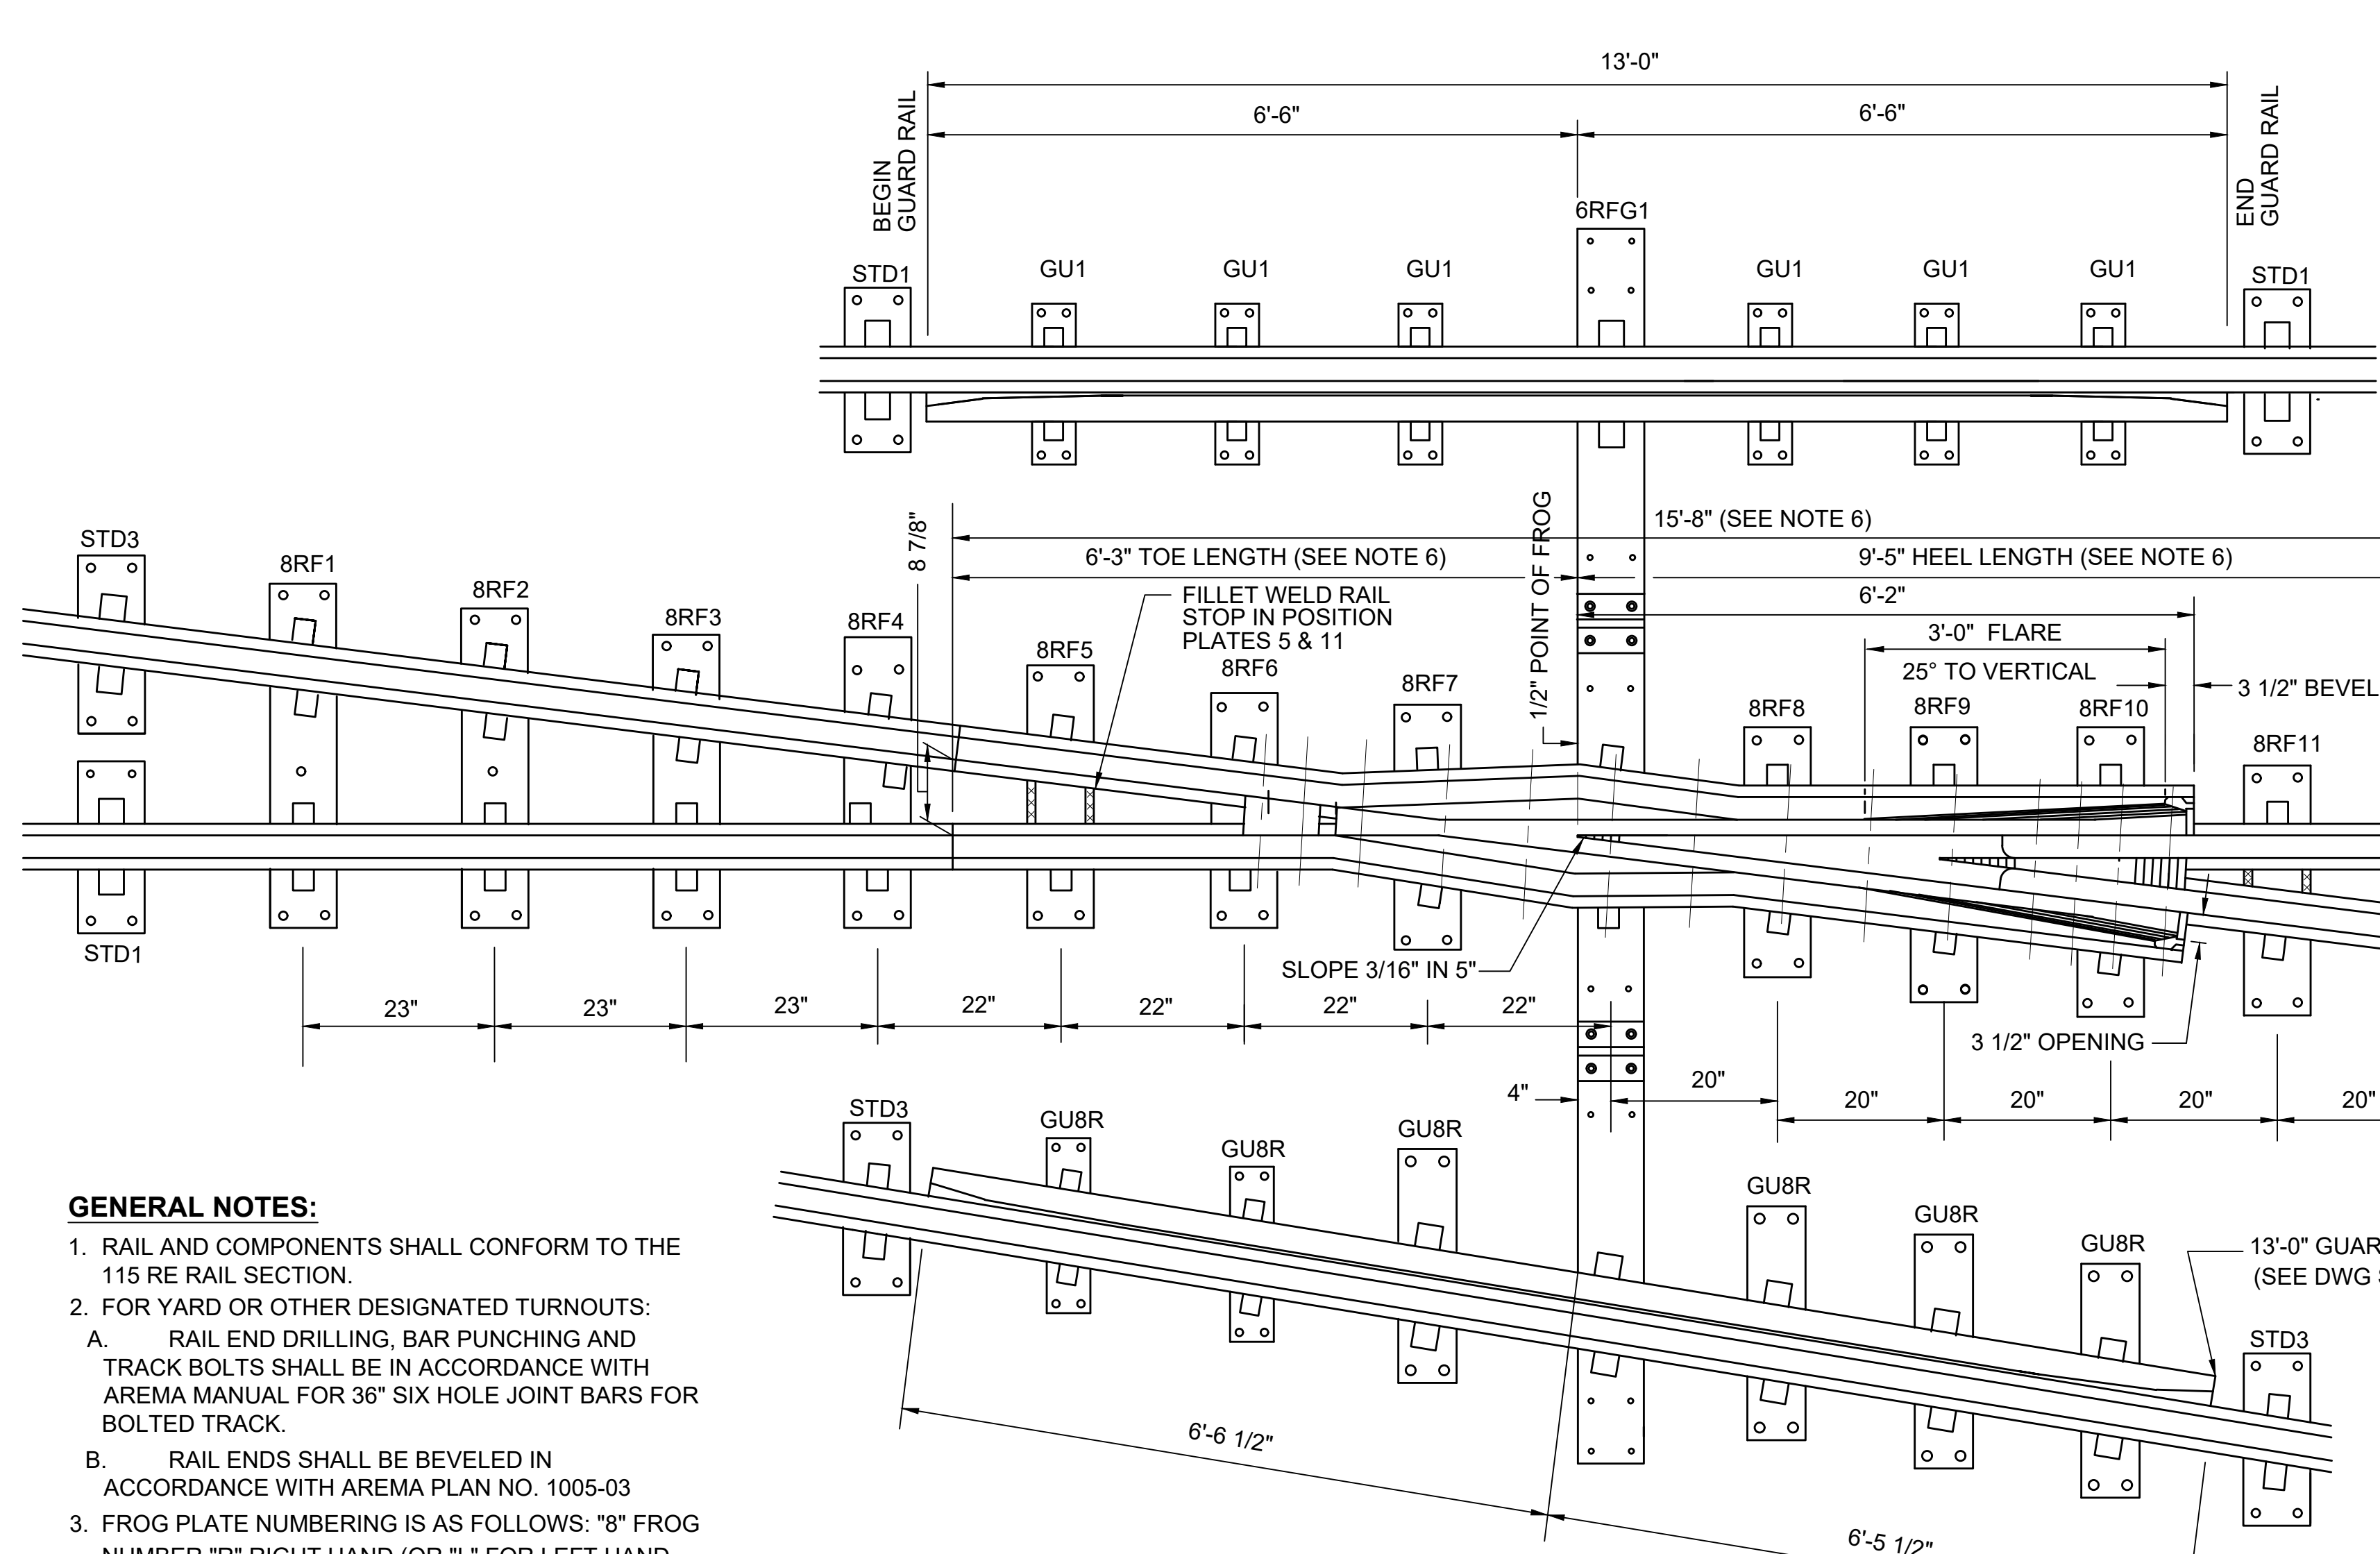 13'-0"
6'-6"
6'-6"
BEGIN
GUARD RAIL
END
GUARD RAIL
6RFG1
STD1
GU1
GU1
GU1
GU1
GU1
GU1
STD1
8 7/8"
1/2" POINT OF FROG
15'-8" (SEE NOTE 6)
6'-3" TOE LENGTH (SEE NOTE 6)
9'-5" HEEL LENGTH (SEE NOTE 6)
6'-2"
FILLET WELD RAIL
STOP IN POSITION
PLATES 5 & 11
3'-0" FLARE
25° TO VERTICAL
3 1/2" BEVEL
STD3
8RF1
8RF2
8RF3
8RF4
8RF5
8RF6
8RF7
8RF8
8RF9
8RF10
8RF11
STD1
SLOPE 3/16" IN 5"
23"
23"
23"
22"
22"
22"
22"
3 1/2" OPENING
4"
20"
20"
20"
20"
20"
STD3
GU8R
GU8R
GU8R
GU8R
GU8R
GU8R
STD3
13'-0" GUAR
(SEE DWG
6'-6 1/2"
6'-5 1/2"
GENERAL NOTES:
1. RAIL AND COMPONENTS SHALL CONFORM TO THE
115 RE RAIL SECTION.
2. FOR YARD OR OTHER DESIGNATED TURNOUTS:
A. RAIL END DRILLING, BAR PUNCHING AND
TRACK BOLTS SHALL BE IN ACCORDANCE WITH
AREMA MANUAL FOR 36" SIX HOLE JOINT BARS FOR
BOLTED TRACK.
B. RAIL ENDS SHALL BE BEVELED IN
ACCORDANCE WITH AREMA PLAN NO. 1005-03
3. FROG PLATE NUMBERING IS AS FOLLOWS: "8" FROG
NUMBER "R" RIGHT HAND (OR "L" FOR LEFT HAND